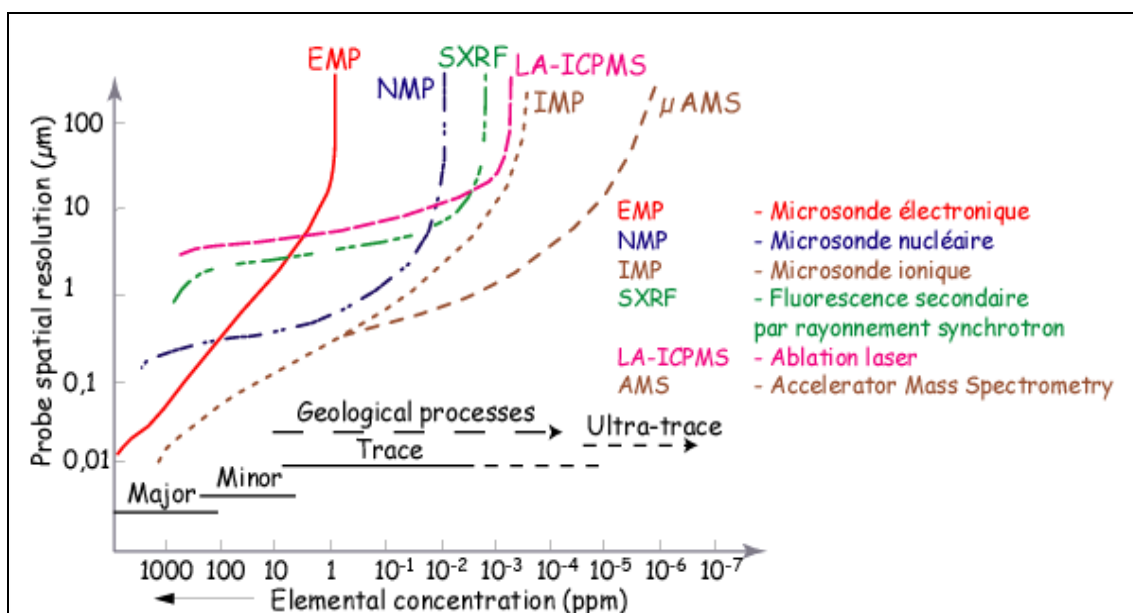 EMP
SXRF
LA-ICPMS
NMP
IMP
µ AMS
Probe spatial resolution (µm)
100
10
1
0,1
0,01
EMP - Microsonde électronique
NMP - Microsonde nucléaire
IMP - Microsonde ionique
SXRF - Fluorescence secondaire
par rayonnement synchrotron
LA-ICPMS - Ablation laser
AMS - Accelerator Mass Spectrometry
Geological processes
Ultra-trace
Trace
Minor
Major
1000 100 10 1 10⁻¹ 10⁻² 10⁻³ 10⁻⁴ 10⁻⁵ 10⁻⁶ 10⁻⁷
Elemental concentration (ppm)